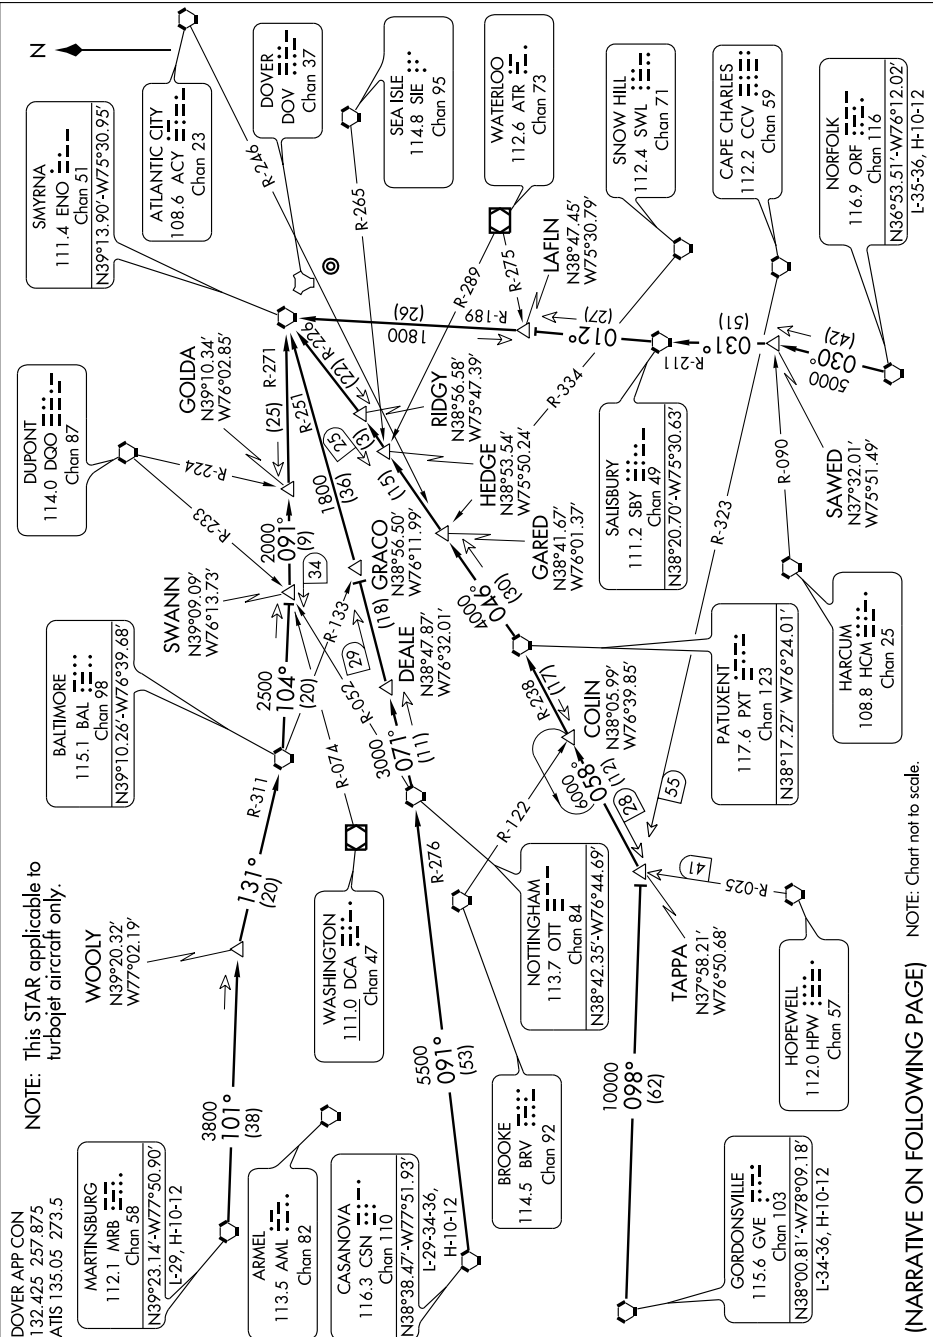 DOVER APP CON
132.425 257.875
ATIS 135.05 273.5
NOTE: This STAR applicable to
turbojet aircraft only.
N
MARTINSBURG
112.1 MRB
Chan 58
N39°23.14'-W77°50.90'
L-29, H-10-12
3800
101°
(38)
WOOLY
N39°20.32'
W77°02.19'
131°
(20)
R-311
BALTIMORE
115.1 BAL
Chan 98
N39°10.26'-W76°39.68'
2500
104°
(20)
SWANN
N39°09.09'
W76°13.73'
34
2000
091°
(9)
DUPONT
114.0 DQO
Chan 87
R-233
R-224
GOLDA
N39°10.34'
W76°02.85'
(25)
R-271
SMYRNA
111.4 ENO
Chan 51
N39°13.90'-W75°30.95'
ATLANTIC CITY
108.6 ACY
Chan 23
R-246
DOVER
DOV
Chan 37
SEA ISLE
114.8 SIE
Chan 95
R-265
WATERLOO
112.6 ATR
Chan 73
R-289
R-275
SNOW HILL
112.4 SWL
Chan 71
R-334
CAPE CHARLES
112.2 CCV
Chan 59
R-323
NORFOLK
116.9 ORF
Chan 116
N36°53.51'-W76°12.02'
L-35-36, H-10-12
5000
030°
(42)
SAWED
N37°32.01'
W75°51.49'
031°
(51)
R-211
SALISBURY
111.2 SBY
Chan 49
N38°20.70'-W75°30.63'
012°
(27)
LAFLN
N38°47.45'
W75°30.79'
1800
(26)
R-189
HARCUM
108.8 HCM
Chan 25
R-090
ARMEL
113.5 AML
Chan 82
WASHINGTON
111.0 DCA
Chan 47
R-074
R-052
R-133
CASANOVA
116.3 CSN
Chan 110
N38°38.47'-W77°51.93'
L-29-34-36,
H-10-12
5500
091°
(53)
R-276
NOTTINGHAM
113.7 OTT
Chan 84
N38°42.35'-W76°44.69'
3000
071°
(11)
DEALE
N38°47.87'
W76°32.01'
29
(18)
GRACO
N38°56.50'
W76°11.99'
1800
(36)
R-251
BROOKE
114.5 BRV
Chan 92
R-122
GORDONSVILLE
115.6 GVE
Chan 103
N38°00.81'-W78°09.18'
L-34-36, H-10-12
10000
098°
(62)
TAPPA
N37°58.21'
W76°50.68'
HOPEWELL
112.0 HPW
Chan 57
R-025
41
55
28
6000
058°
(12)
COLIN
N38°05.99'
W76°39.85'
(17)
R-238
PATUXENT
117.6 PXT
Chan 123
N38°17.27' W76°24.01'
4000
046°
(30)
GARED
N38°41.67'
W76°01.37'
(15)
HEDGE
N38°53.54'
W75°50.24'
25
(3)
RIDGY
N38°56.58'
W75°47.39'
(22)
R-226
(NARRATIVE ON FOLLOWING PAGE)
NOTE: Chart not to scale.